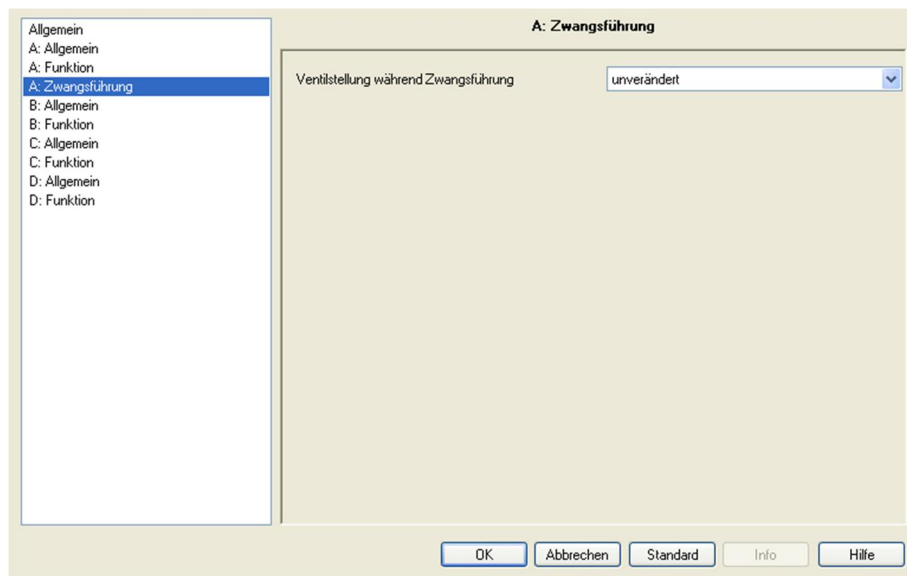 Allgemein
A: Allgemein
A: Funktion
A: Zwangsführung
B: Allgemein
B: Funktion
C: Allgemein
C: Funktion
D: Allgemein
D: Funktion
A: Zwangsführung
Ventilstellung während Zwangsführung
unverändert
OK
Abbrechen
Standard
Info
Hilfe